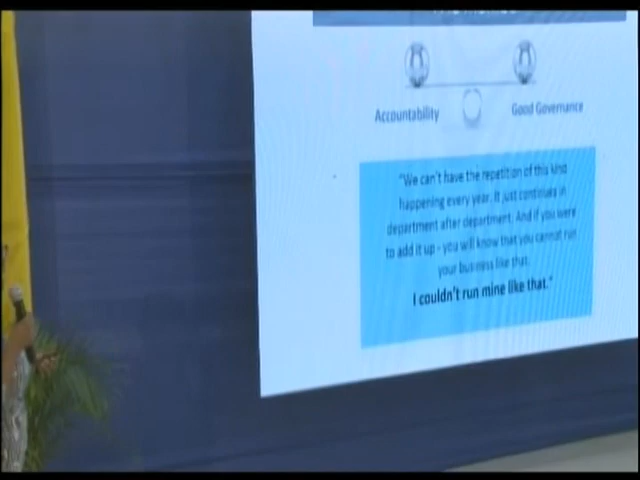 Accountability
Good Governance
"We can't have the repetition of this kind
happening every year. It just continues in
department after department. And if you were
to add it up - you will know that you cannot run
your business like that.
I couldn't run mine like that."